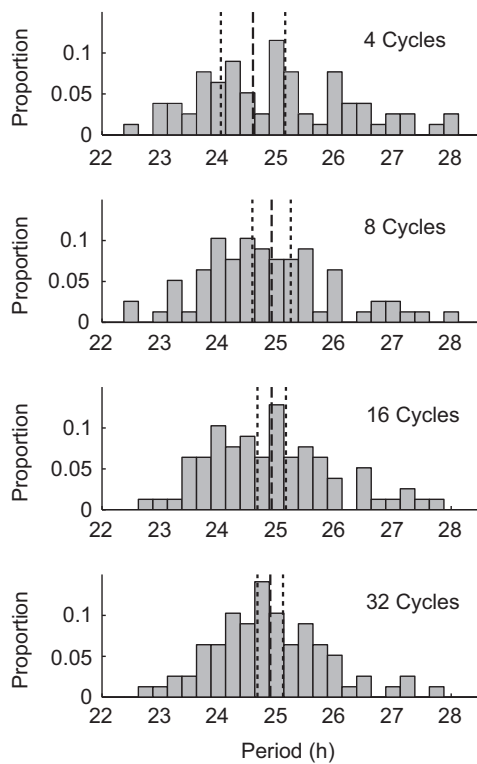 4 Cycles
Proportion
0.1
0.05
0
22 23 24 25 26 27 28
8 Cycles
Proportion
0.1
0.05
0
22 23 24 25 26 27 28
16 Cycles
Proportion
0.1
0.05
0
22 23 24 25 26 27 28
32 Cycles
Proportion
0.1
0.05
0
22 23 24 25 26 27 28
Period (h)